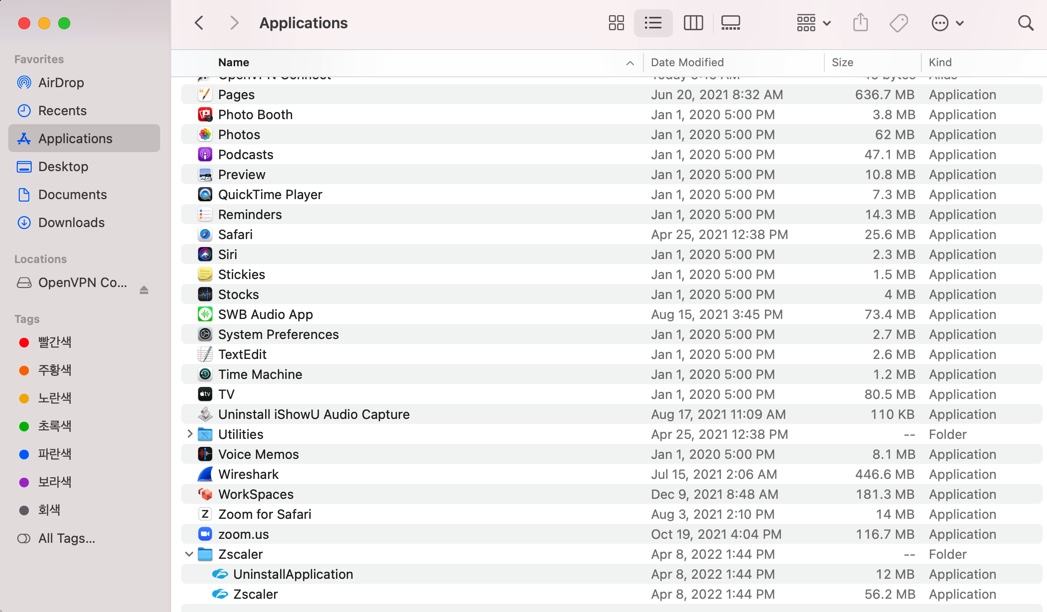 Applications
Favorites
AirDrop
Recents
Applications
Desktop
Documents
Downloads
Locations
OpenVPN Co...
Tags
빨간색
주황색
노란색
초록색
파란색
보라색
회색
All Tags...
Name Date Modified Size Kind
OpenVPN Connect
Pages Jun 20, 2021 8:32 AM 636.7 MB Application
Photo Booth Jan 1, 2020 5:00 PM 3.8 MB Application
Photos Jan 1, 2020 5:00 PM 62 MB Application
Podcasts Jan 1, 2020 5:00 PM 47.1 MB Application
Preview Jan 1, 2020 5:00 PM 10.8 MB Application
QuickTime Player Jan 1, 2020 5:00 PM 7.3 MB Application
Reminders Jan 1, 2020 5:00 PM 14.3 MB Application
Safari Apr 25, 2021 12:38 PM 25.6 MB Application
Siri Jan 1, 2020 5:00 PM 2.3 MB Application
Stickies Jan 1, 2020 5:00 PM 1.5 MB Application
Stocks Jan 1, 2020 5:00 PM 4 MB Application
SWB Audio App Aug 15, 2021 3:45 PM 73.4 MB Application
System Preferences Jan 1, 2020 5:00 PM 2.7 MB Application
TextEdit Jan 1, 2020 5:00 PM 2.6 MB Application
Time Machine Jan 1, 2020 5:00 PM 1.2 MB Application
TV Jan 1, 2020 5:00 PM 80.5 MB Application
Uninstall iShowU Audio Capture Aug 17, 2021 11:09 AM 110 KB Application
Utilities Apr 25, 2021 12:38 PM -- Folder
Voice Memos Jan 1, 2020 5:00 PM 8.1 MB Application
Wireshark Jul 15, 2021 2:06 AM 446.6 MB Application
WorkSpaces Dec 9, 2021 8:48 AM 181.3 MB Application
Zoom for Safari Aug 3, 2021 2:10 PM 14 MB Application
zoom.us Oct 19, 2021 4:04 PM 116.7 MB Application
Zscaler Apr 8, 2022 1:44 PM -- Folder
UninstallApplication Apr 8, 2022 1:44 PM 12 MB Application
Zscaler Apr 8, 2022 1:44 PM 56.2 MB Application